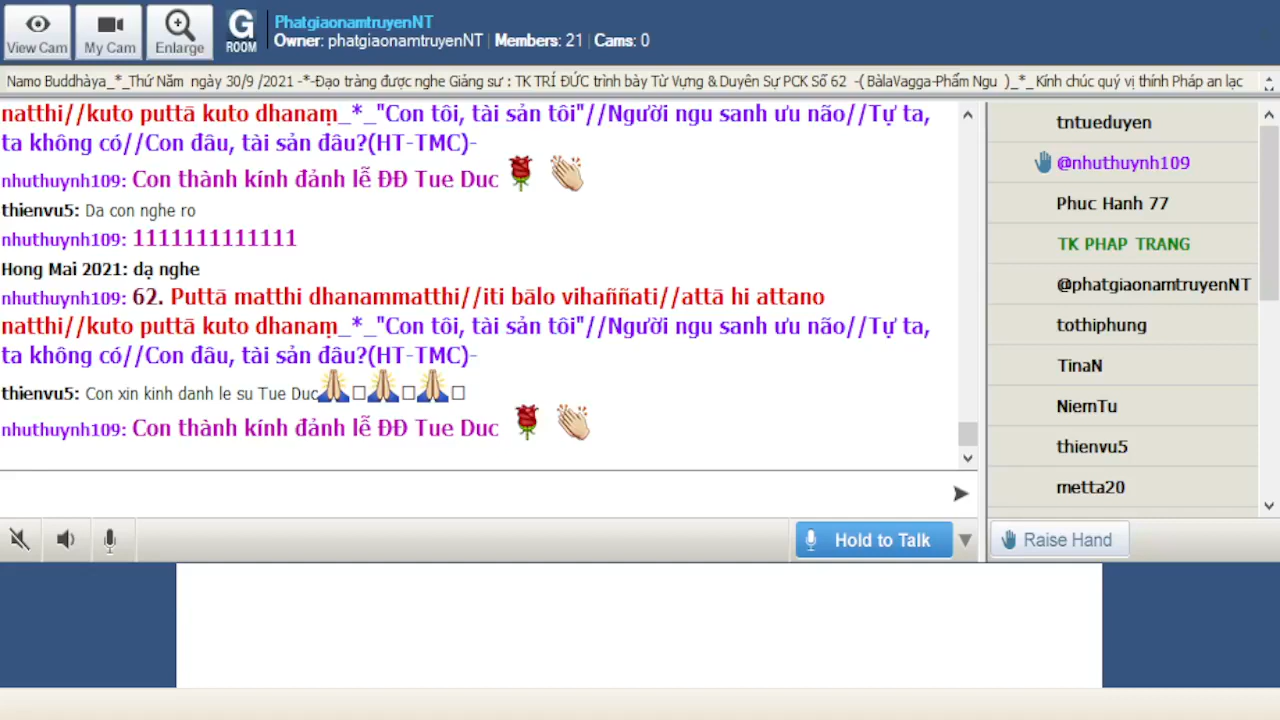 View Cam
My Cam
Enlarge
G
ROOM
PhatgiaonamtruyenNT
Owner: phatgiaonamtruyenNT | Members: 21 | Cams: 0
Namo Buddhàya_*_Thứ Năm ngày 30/9 /2021 -*-Đạo tràng được nghe Giảng sư : TK TRÍ ĐỨC trình bày Từ Vựng & Duyên Sự PCK Số 62 -( BàlaVagga-Phẩm Ngu )_*_Kính chúc quý vị thính Pháp an lạc
natthi//kuto puttā kuto dhanaṃ_*_"Con tôi, tài sản tôi"//Người ngu sanh ưu não//Tự ta,
ta không có//Con đâu, tài sản đâu?(HT-TMC)-
nhuthuynh109: Con thành kính đảnh lễ ĐĐ Tue Duc
thienvu5: Da con nghe ro
nhuthuynh109: 1111111111111
Hong Mai 2021: dạ nghe
nhuthuynh109: 62. Puttā matthi dhanammatthi//iti bālo vihaññati//attā hi attano
natthi//kuto puttā kuto dhanaṃ_*_"Con tôi, tài sản tôi"//Người ngu sanh ưu não//Tự ta,
ta không có//Con đâu, tài sản đâu?(HT-TMC)-
thienvu5: Con xin kinh danh le su Tue Duc
nhuthuynh109: Con thành kính đảnh lễ ĐĐ Tue Duc
Hold to Talk
tntueduyen
@nhuthuynh109
Phuc Hanh 77
TK PHAP TRANG
@phatgiaonamtruyenNT
tothiphung
TinaN
NiemTu
thienvu5
metta20
Raise Hand